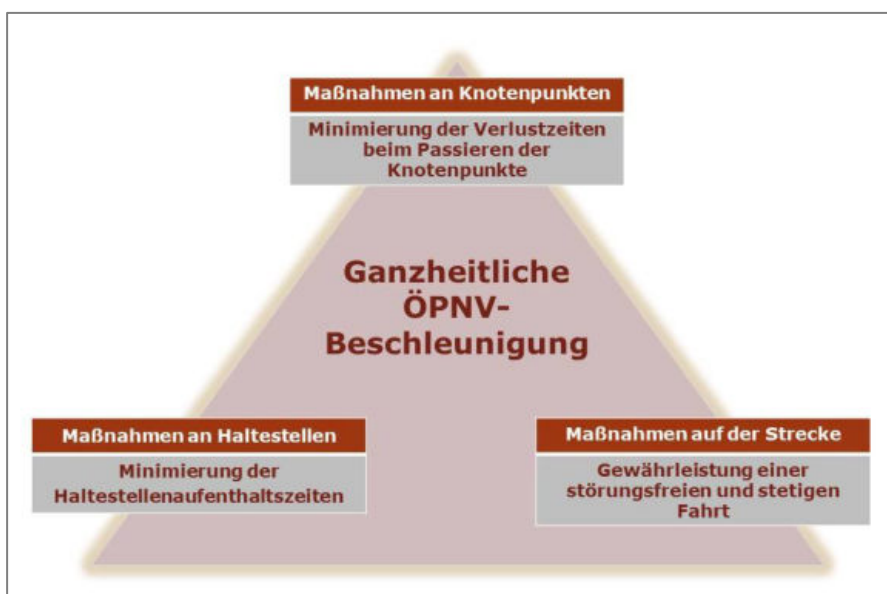 Maßnahmen an Knotenpunkten
Minimierung der Verlustzeiten
beim Passieren der
Knotenpunkte
Ganzheitliche
ÖPNV-
Beschleunigung
Maßnahmen an Haltestellen
Minimierung der
Haltestellenaufenthaltszeiten
Maßnahmen auf der Strecke
Gewährleistung einer
störungsfreien und stetigen
Fahrt